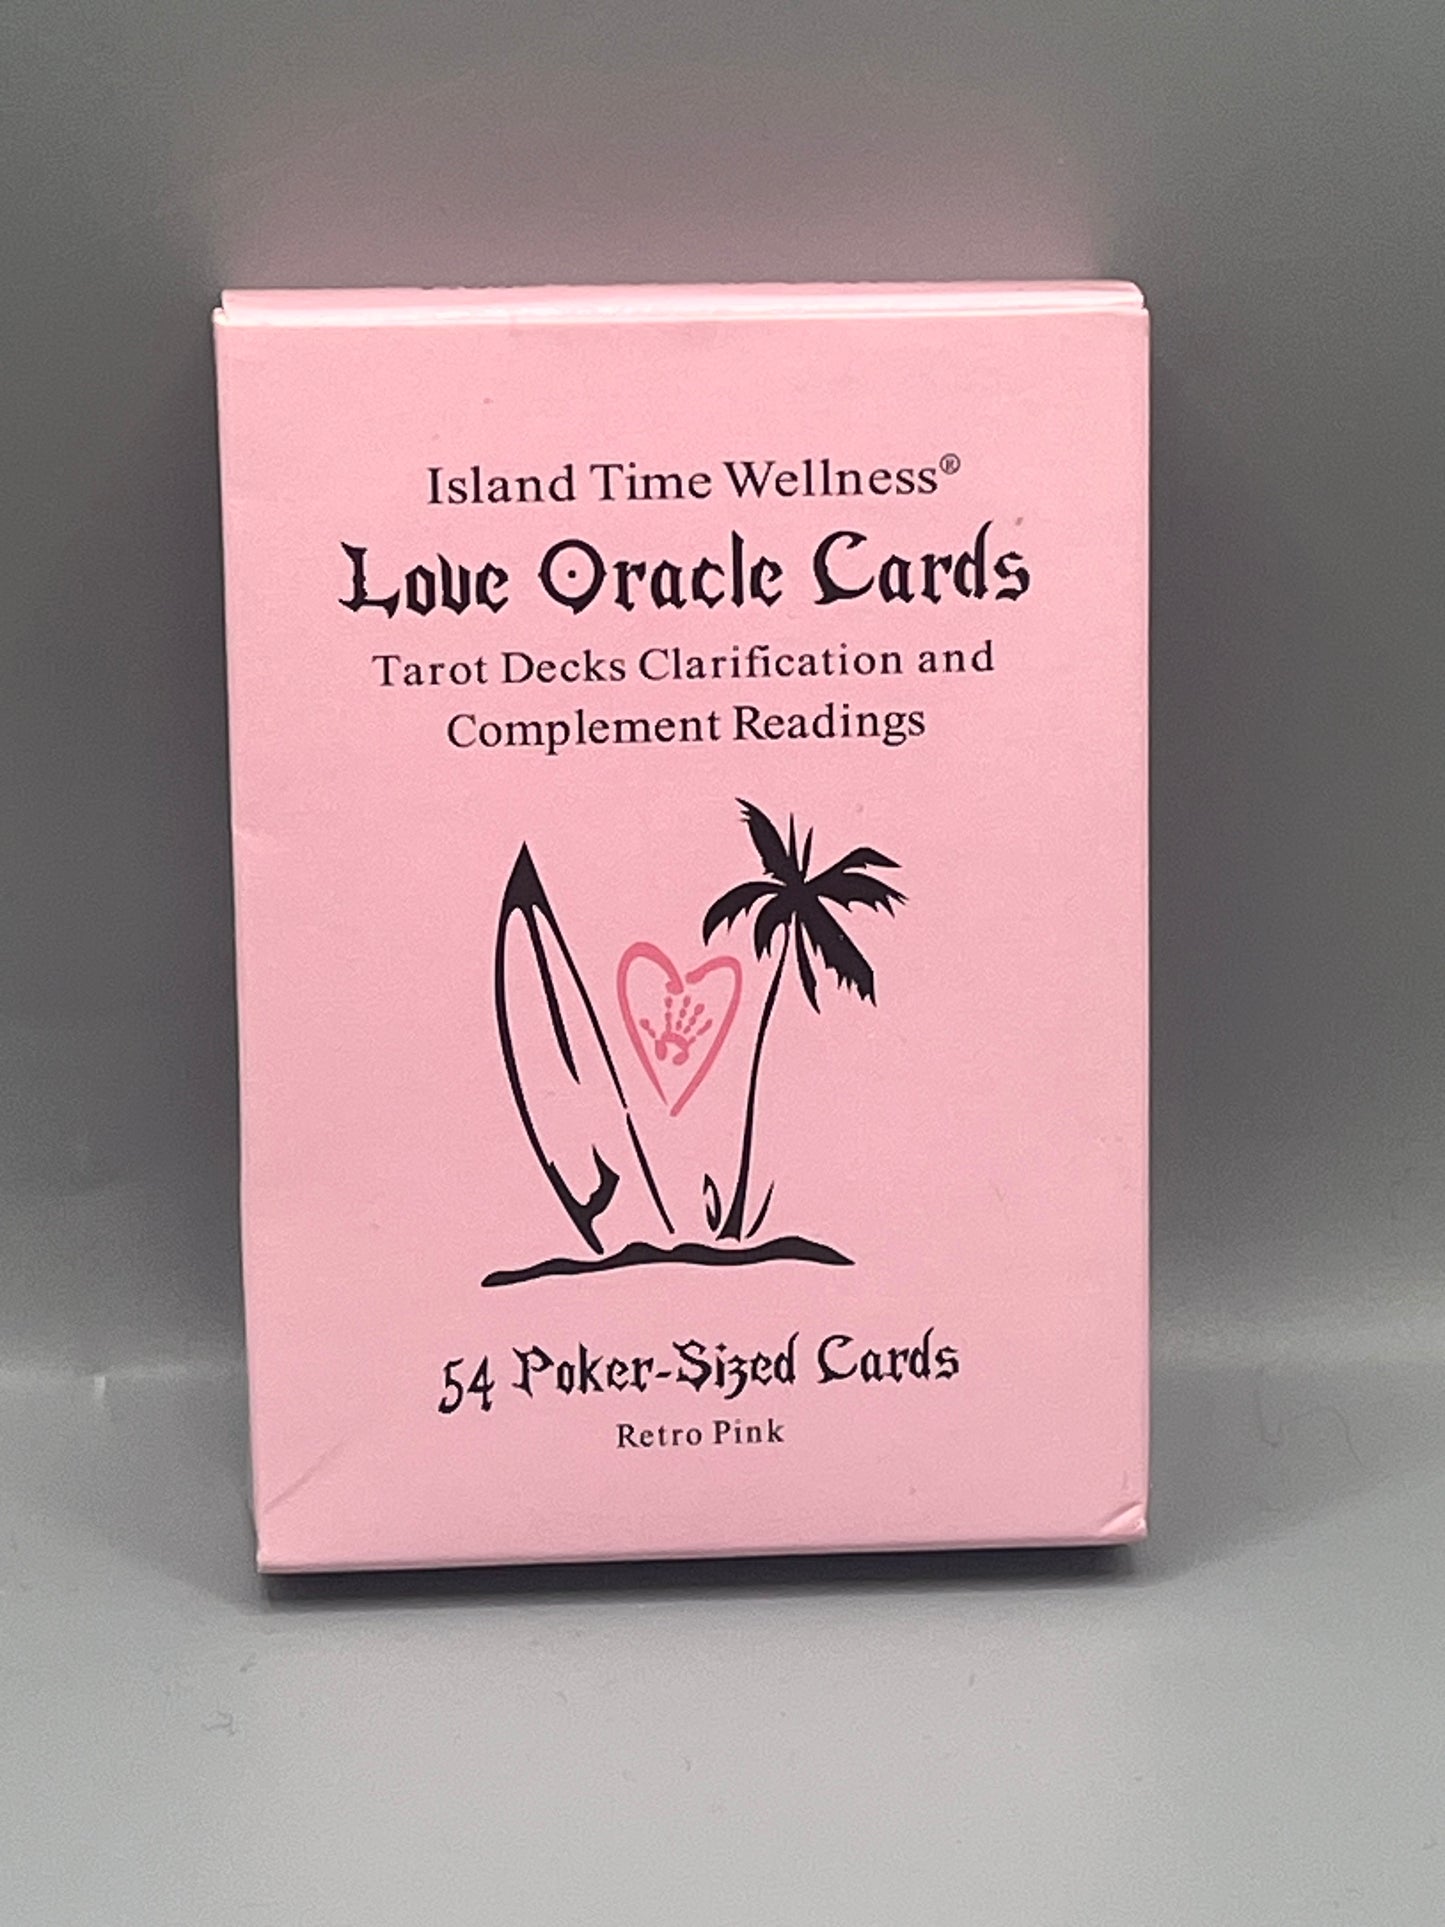 Island Time Wellness®
Love Oracle Cards
Tarot Decks Clarification and
Complement Readings
54 Poker-Sized Cards
Retro Pink